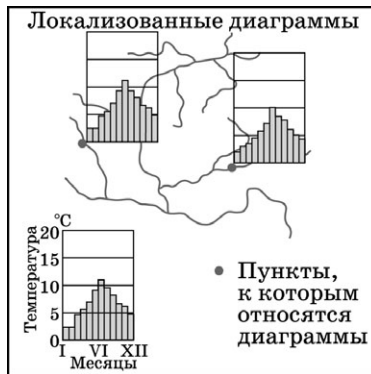 Локализованные диаграммы
°C
20
15
10
5
0
Температура
I VI XII
Месяцы
Пункты,
к которым
относятся
диаграммы